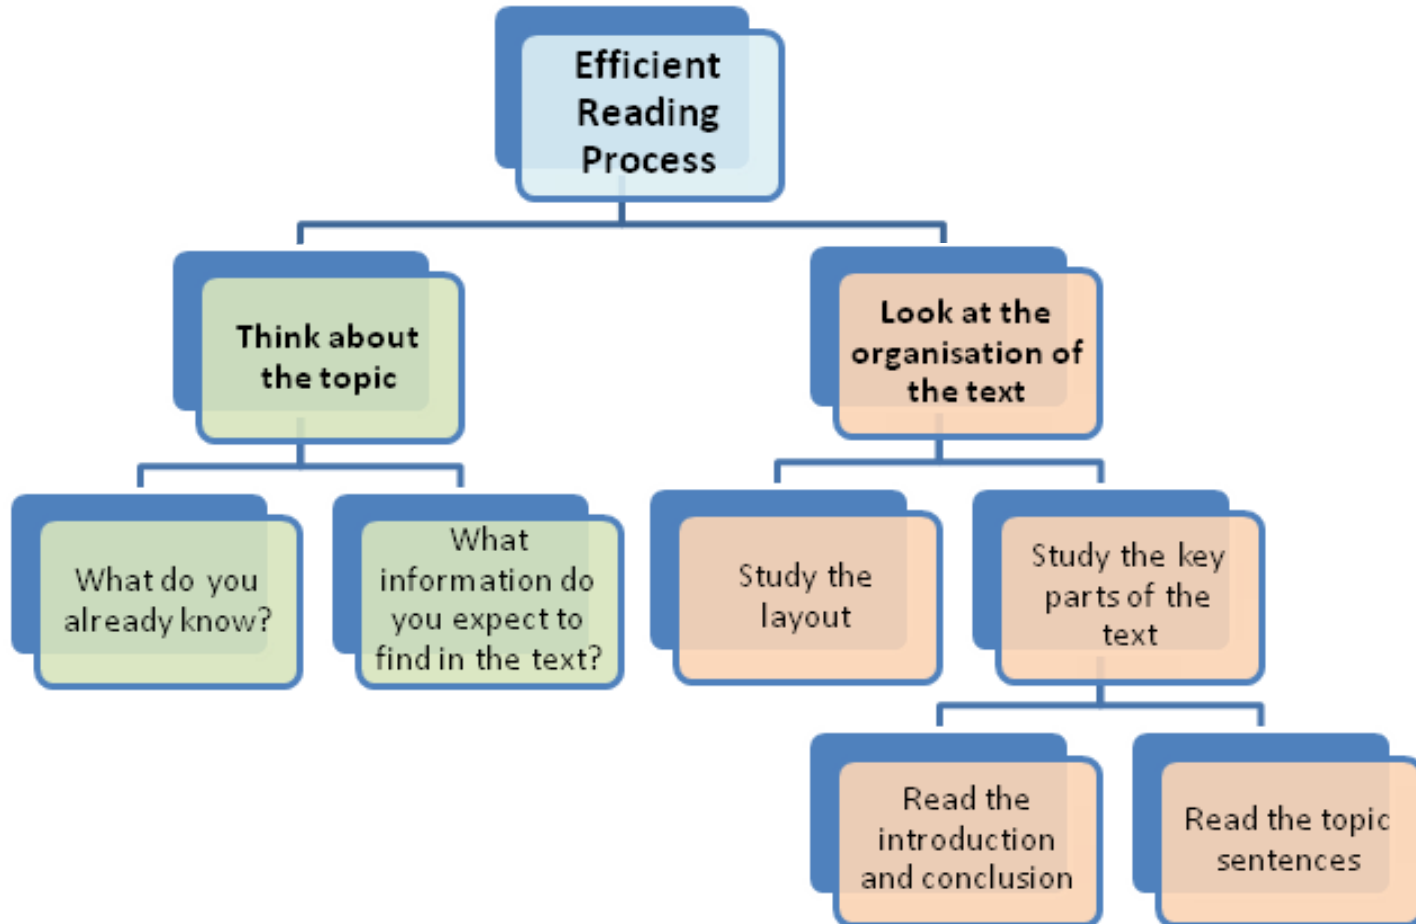 Efficient
Reading
Process
Think about
the topic
Look at the
organisation of
the text
What do you
already know?
What
information do
you expect to
find in the text?
Study the
layout
Study the key
parts of the
text
Read the
introduction
and conclusion
Read the topic
sentences